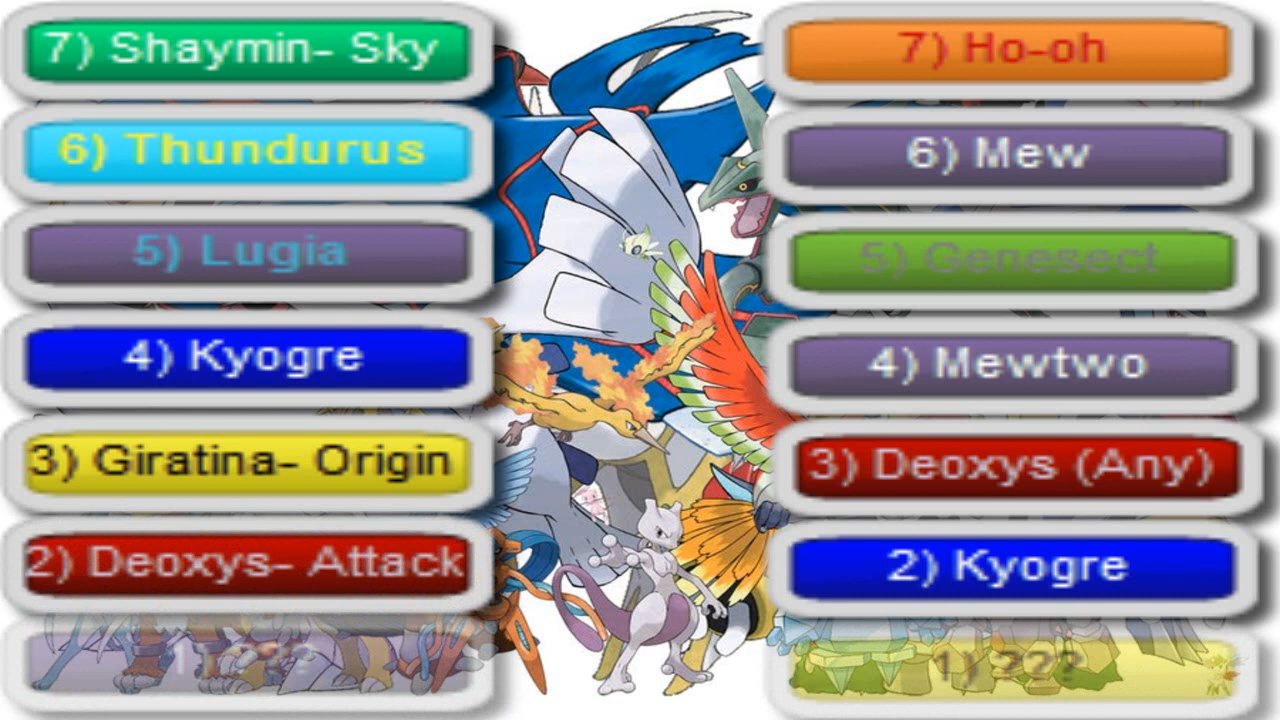 7) Shaymin- Sky
6) Thundurus
5) Lugia
4) Kyogre
3) Giratina- Origin
2) Deoxys- Attack
1) ???
7) Ho-oh
6) Mew
5) Genesect
4) Mewtwo
3) Deoxys (Any)
2) Kyogre
1) ???